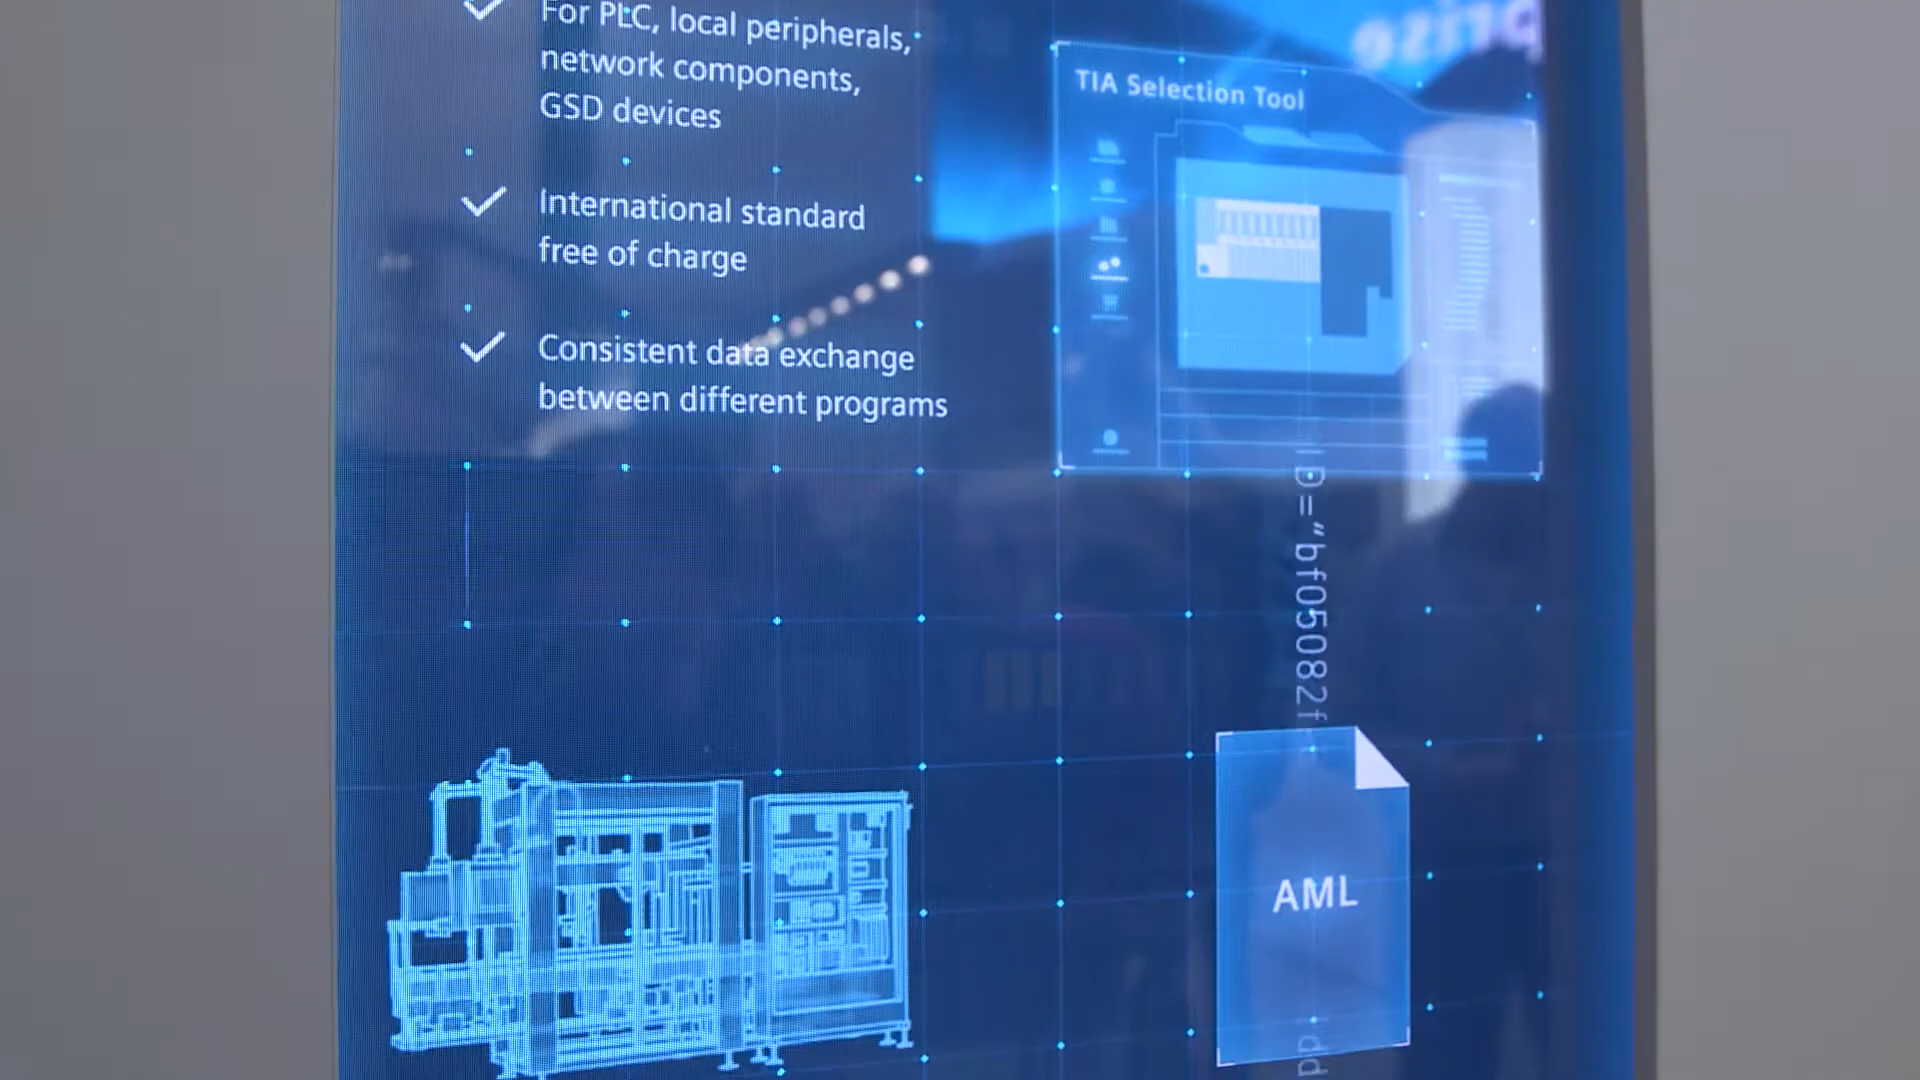 For PLC, local peripherals,
network components,
GSD devices
International standard
free of charge
Consistent data exchange
between different programs
TIA Selection Tool
ID="bf05082f
AML